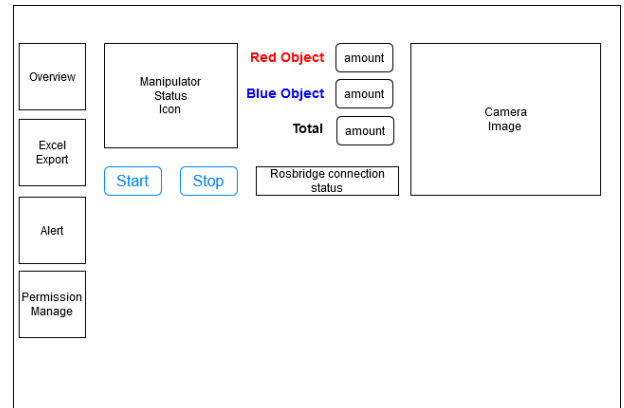 Overview
Excel
Export
Alert
Permission
Manage
Manipulator
Status
Icon
Start
Stop
Red Object
amount
Blue Object
amount
Total
amount
Rosbridge connection
status
Camera
Image